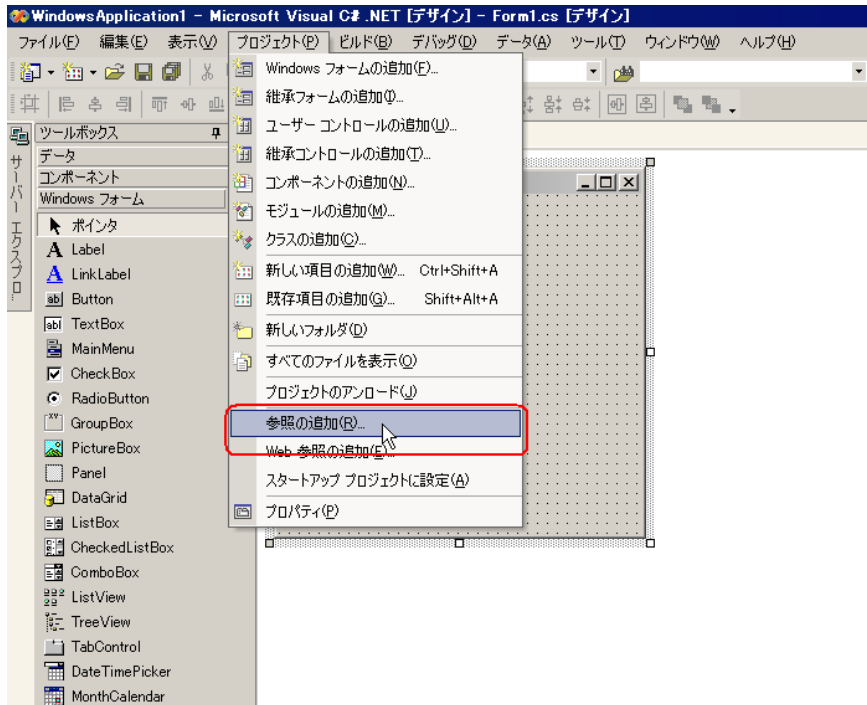 WindowsApplication1 - Microsoft Visual C# .NET [デザイン] - Form1.cs [デザイン]
ファイル(F) 編集(E) 表示(V) プロジェクト(P) ビルド(B) デバッグ(D) データ(A) ツール(T) ウィンドウ(W) ヘルプ(H)
サーバー エクスプロ...
ツールボックス
データ
コンポーネント
Windows フォーム
ポインタ
A Label
A LinkLabel
ab Button
abl TextBox
MainMenu
CheckBox
RadioButton
XYZ GroupBox
PictureBox
Panel
DataGrid
ListBox
CheckedListBox
ComboBox
ListView
TreeView
TabControl
DateTimePicker
MonthCalendar
Windows フォームの追加(F)...
継承フォームの追加(I)...
ユーザー コントロールの追加(U)...
継承コントロールの追加(T)...
コンポーネントの追加(N)...
モジュールの追加(M)...
クラスの追加(C)...
新しい項目の追加(W)... Ctrl+Shift+A
既存項目の追加(G)... Shift+Alt+A
新しいフォルダ(D)
すべてのファイルを表示(O)
プロジェクトのアンロード(J)
参照の追加(R)...
Web 参照の追加(E)...
スタートアップ プロジェクトに設定(A)
プロパティ(P)